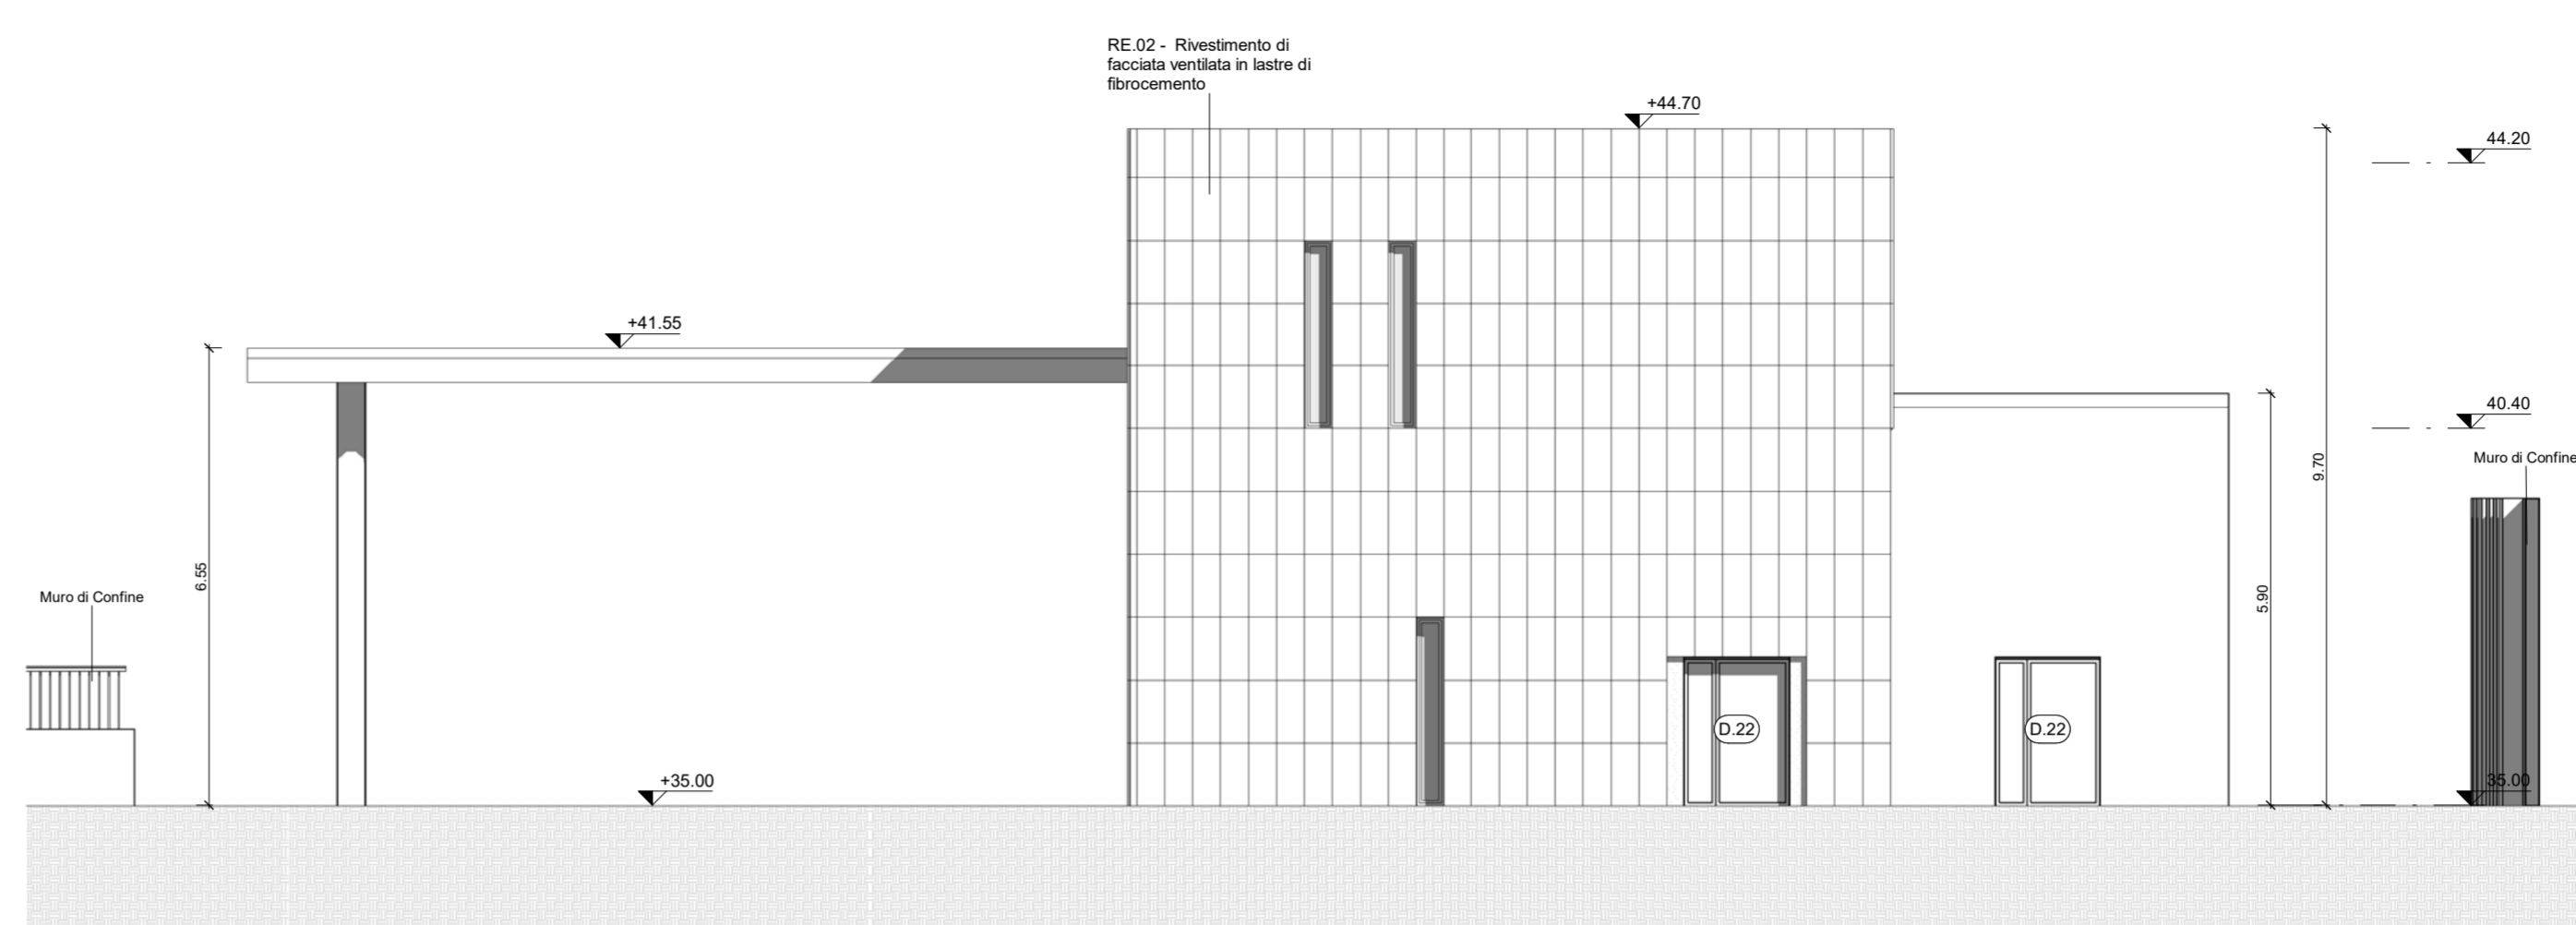 RE.02 - Rivestimento di
facciata ventilata in lastre di
fibrocemento
+44.70
44.20
+41.55
40.40
Muro di Confine
9.70
6.55
5.90
Muro di Confine
D.22
D.22
+35.00
35.00